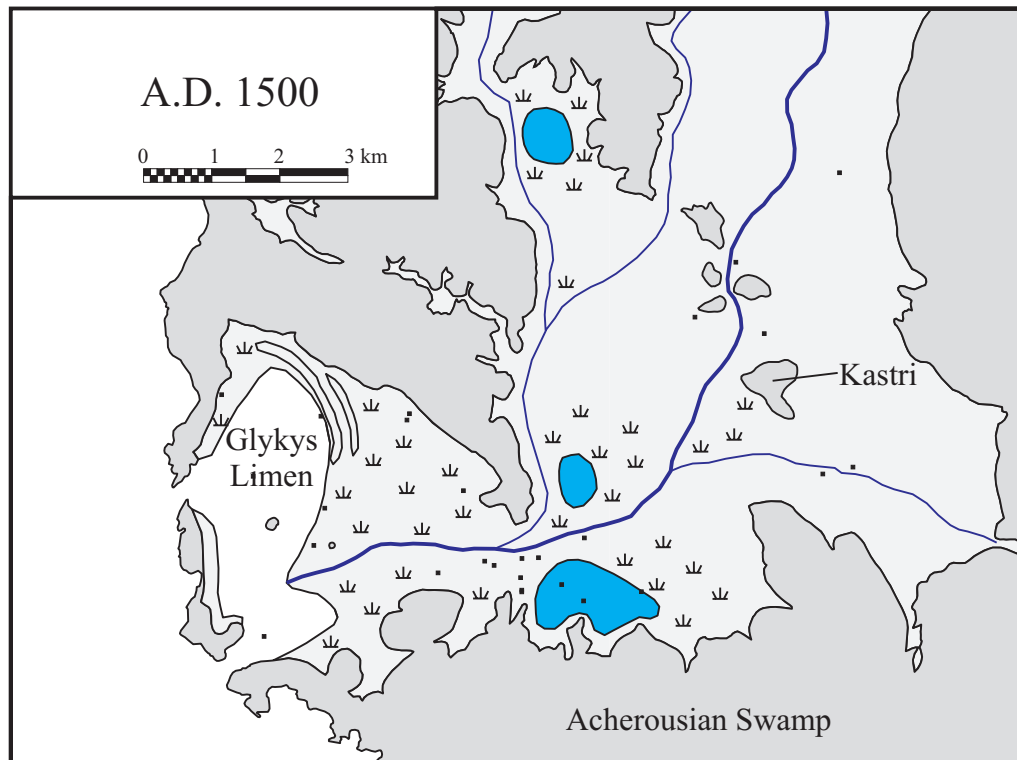 A.D. 1500
0 1 2 3 km
Kastri
Glykys
Limen
Acherousian Swamp